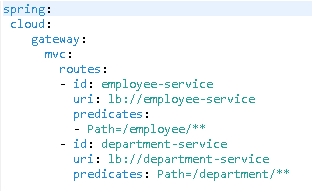 spring:
 cloud:
    gateway:
      mvc:
        routes:
        - id: employee-service
          uri: lb://employee-service
          predicates:
          - Path=/employee/**
        - id: department-service
          uri: lb://department-service
          predicates: Path=/department/**